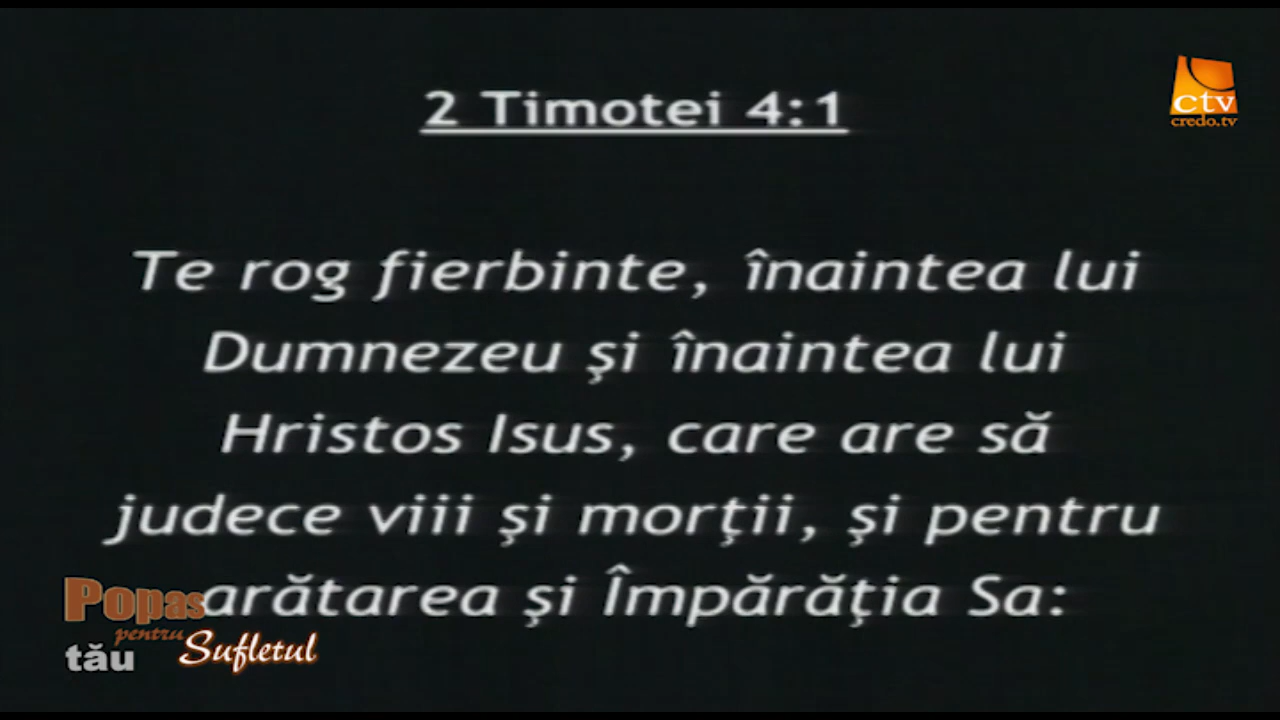 2 Timotei 4:1
ctv
credo.tv
Te rog fierbinte, înaintea lui
Dumnezeu şi înaintea lui
Hristos Isus, care are să
judece viii şi morţii, şi pentru
arătarea şi Împărăţia Sa:
Popas
pentru
Sufletul
tău